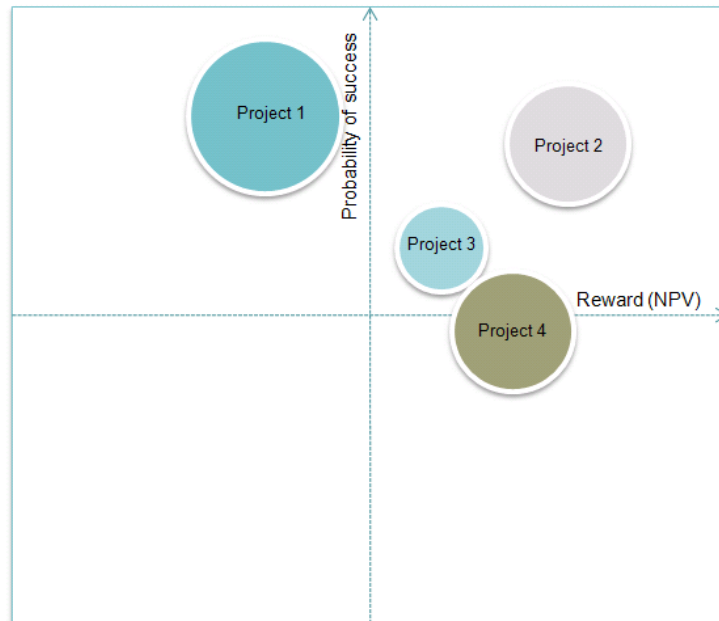 Probability of success
Project 1
Project 2
Project 3
Reward (NPV)
Project 4